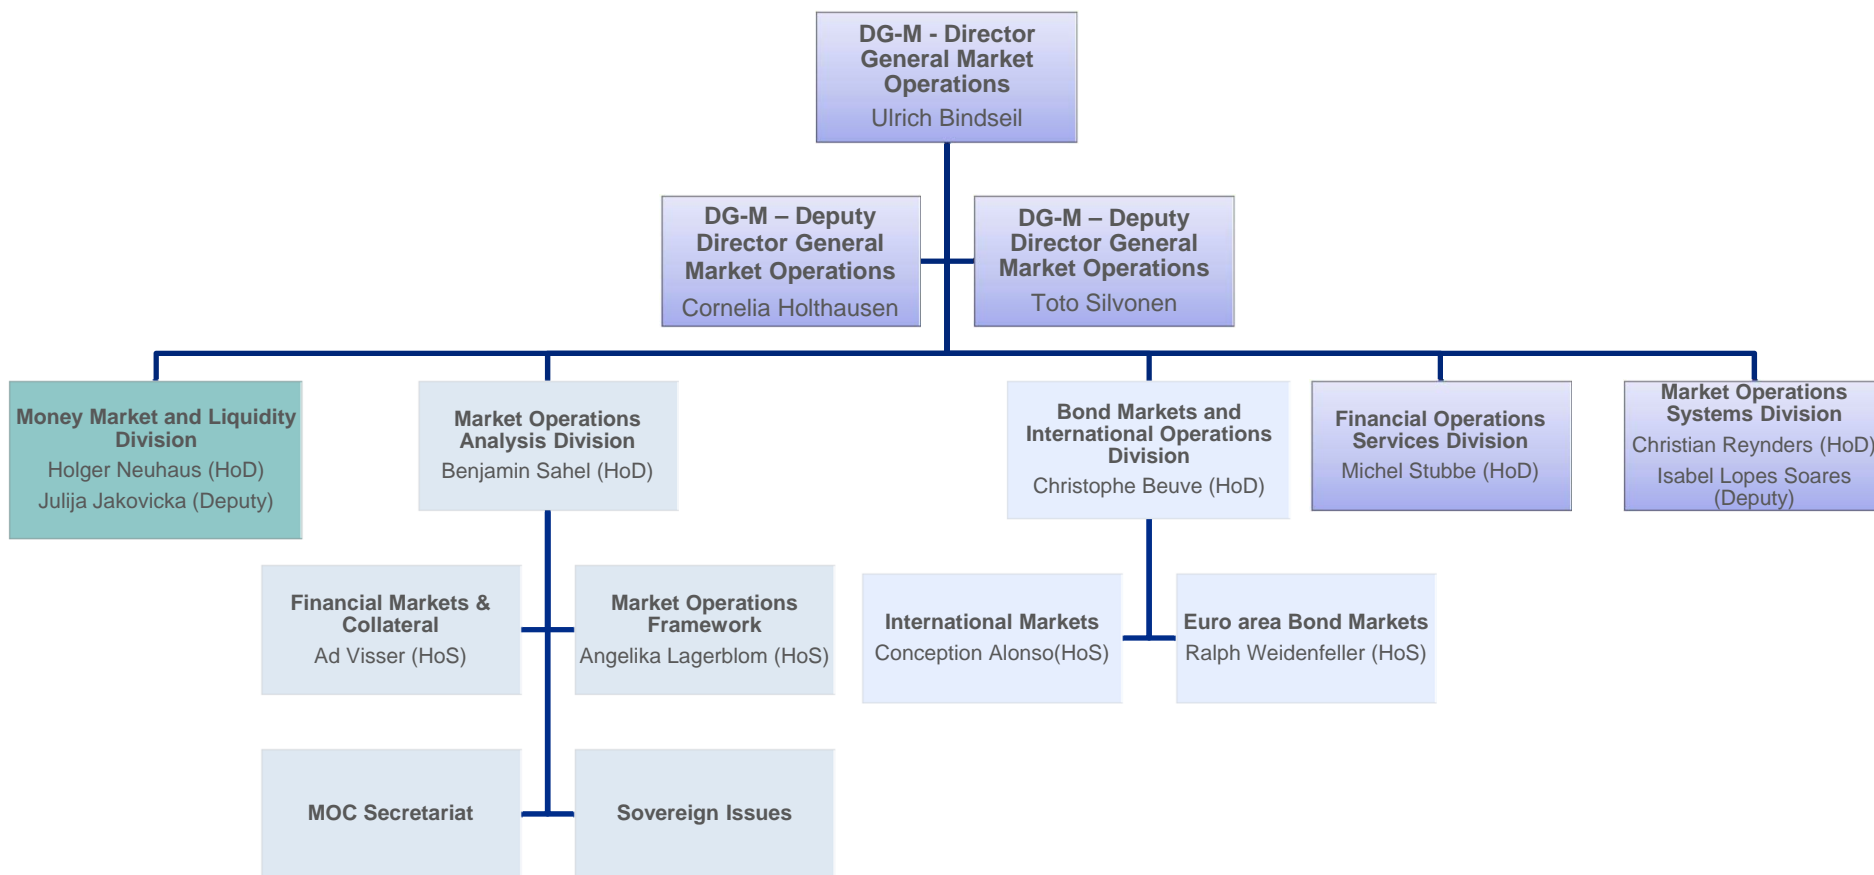 DG-M - Director
General Market
Operations
Ulrich Bindseil
DG-M – Deputy
Director General
Market Operations
Cornelia Holthausen
DG-M – Deputy
Director General
Market Operations
Toto Silvonen
Money Market and Liquidity
Division
Holger Neuhaus (HoD)
Julija Jakovicka (Deputy)
Market Operations
Analysis Division
Benjamin Sahel (HoD)
Bond Markets and
International Operations
Division
Christophe Beuve (HoD)
Financial Operations
Services Division
Michel Stubbe (HoD)
Market Operations
Systems Division
Christian Reynders (HoD)
Isabel Lopes Soares
(Deputy)
Financial Markets &
Collateral
Ad Visser (HoS)
Market Operations
Framework
Angelika Lagerblom (HoS)
International Markets
Conception Alonso(HoS)
Euro area Bond Markets
Ralph Weidenfeller (HoS)
MOC Secretariat
Sovereign Issues